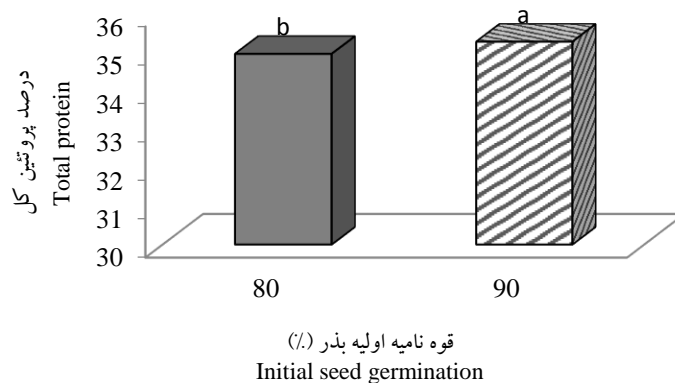 36
35
34
33
32
31
30
درصد پروتئین کل
Total protein
b
a
80
90
قوه نامیه اولیه بذر (٪)
Initial seed germination